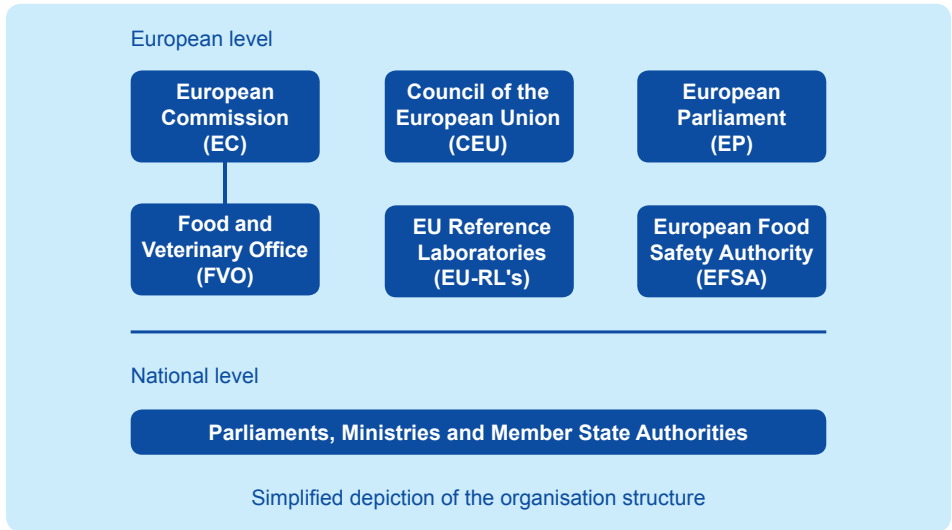 European level
European
Commission
(EC)
Council of the
European Union
(CEU)
European
Parliament
(EP)
Food and
Veterinary Office
(FVO)
EU Reference
Laboratories
(EU-RL's)
European Food
Safety Authority
(EFSA)
National level
Parliaments, Ministries and Member State Authorities
Simplified depiction of the organisation structure